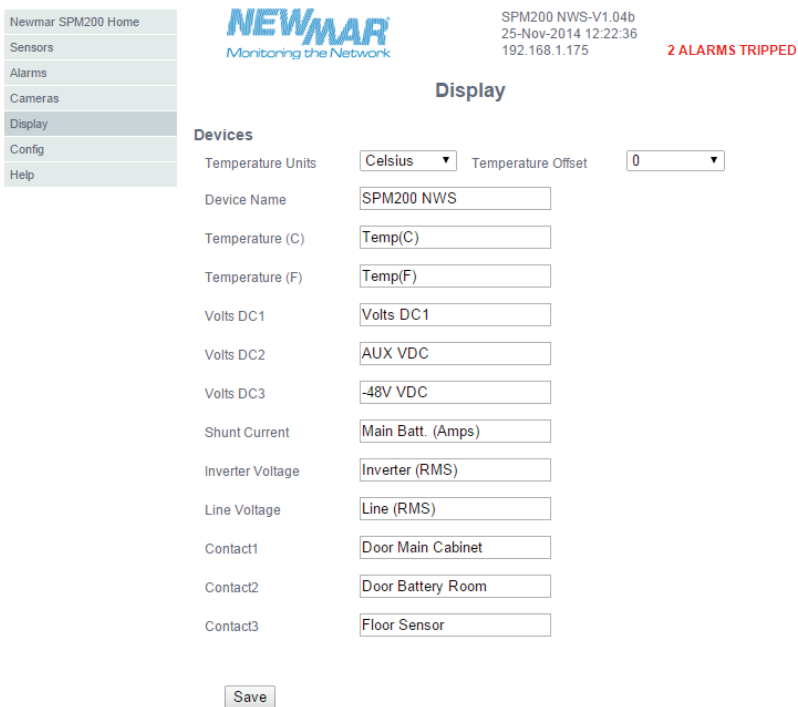 Newmar SPM200 Home
Sensors
Alarms
Cameras
Display
Config
Help
NEWMAR
Monitoring the Network
SPM200 NWS-V1.04b
25-Nov-2014 12:22:36
192.168.1.175 2 ALARMS TRIPPED
Display
Devices
Temperature Units Celsius Temperature Offset 0
Device Name SPM200 NWS
Temperature (C) Temp(C)
Temperature (F) Temp(F)
Volts DC1 Volts DC1
Volts DC2 AUX VDC
Volts DC3 -48V VDC
Shunt Current Main Batt. (Amps)
Inverter Voltage Inverter (RMS)
Line Voltage Line (RMS)
Contact1 Door Main Cabinet
Contact2 Door Battery Room
Contact3 Floor Sensor
Save